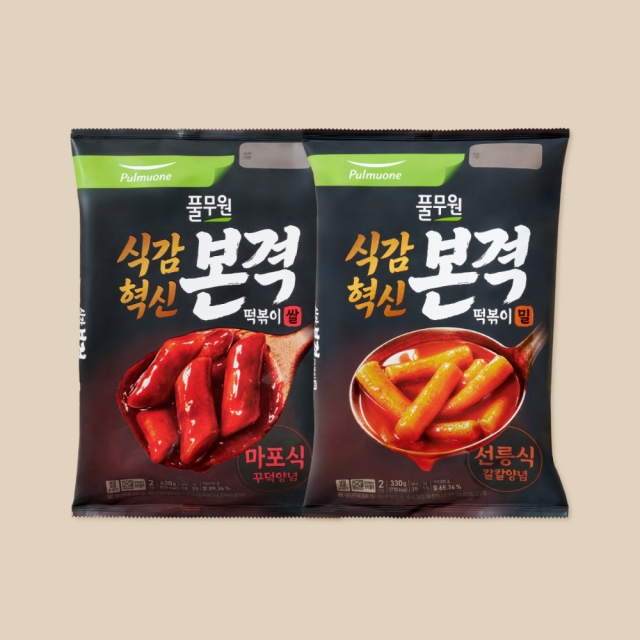 Pulmuone
풀무원
식감
혁신
본격
떡볶이 쌀
마포식
꾸덕양념
Pulmuone
풀무원
식감
혁신
본격
떡볶이 밀
선릉식
칼칼양념
2
330g